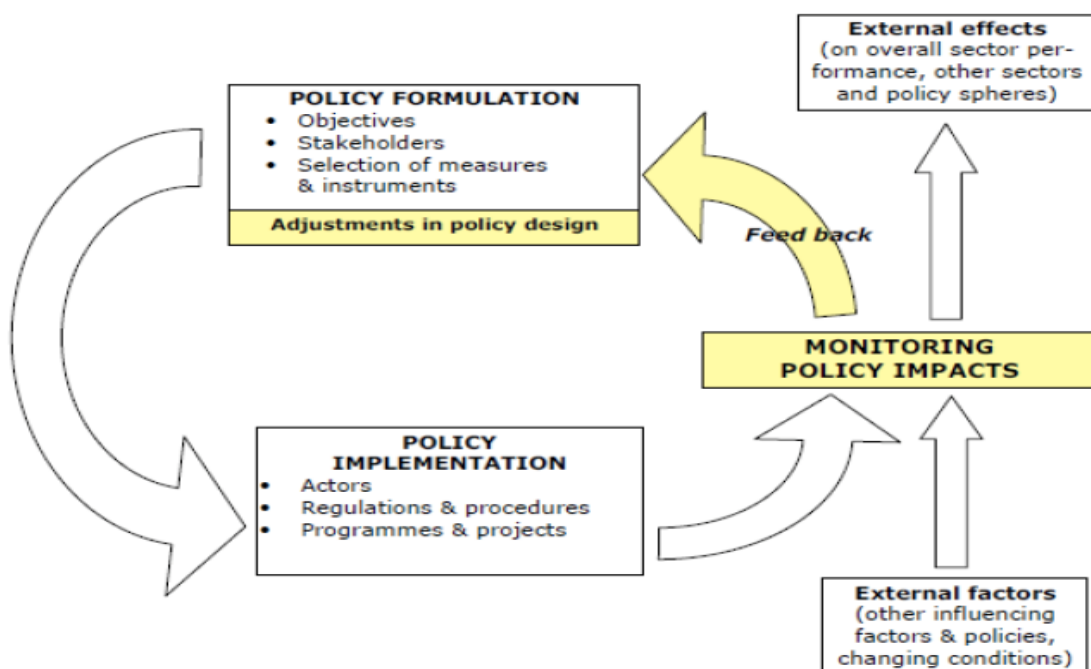 External effects
(on overall sector per-
formance, other sectors
and policy spheres)
POLICY FORMULATION
• Objectives
• Stakeholders
• Selection of measures
& instruments
Adjustments in policy design
Feed back
MONITORING
POLICY IMPACTS
POLICY
IMPLEMENTATION
• Actors
• Regulations & procedures
• Programmes & projects
External factors
(other influencing
factors & policies,
changing conditions)